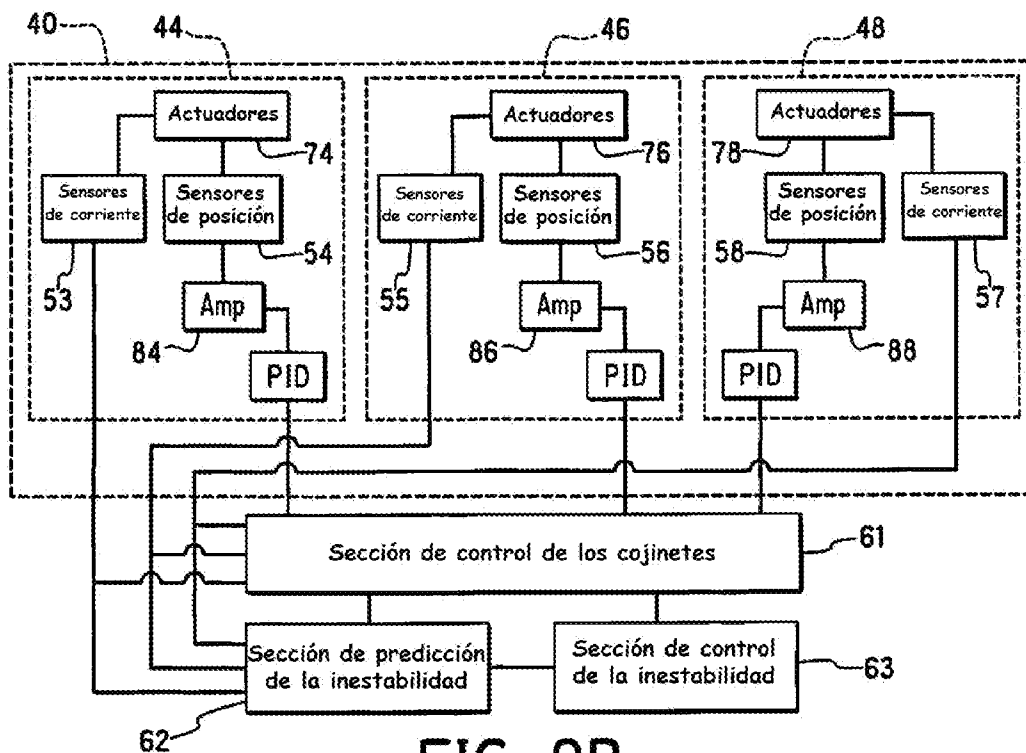 40
44
46
48
Actuadores
74
Actuadores
76
Actuadores
78
Sensores
de corriente
53
Sensores
de posición
54
Sensores
de corriente
55
Sensores
de posición
56
Sensores
de posición
58
Sensores
de corriente
57
Amp
84
Amp
86
Amp
88
PID
PID
PID
Sección de control de los cojinetes
61
Sección de predicción
de la inestabilidad
62
Sección de control
de la inestabilidad
63